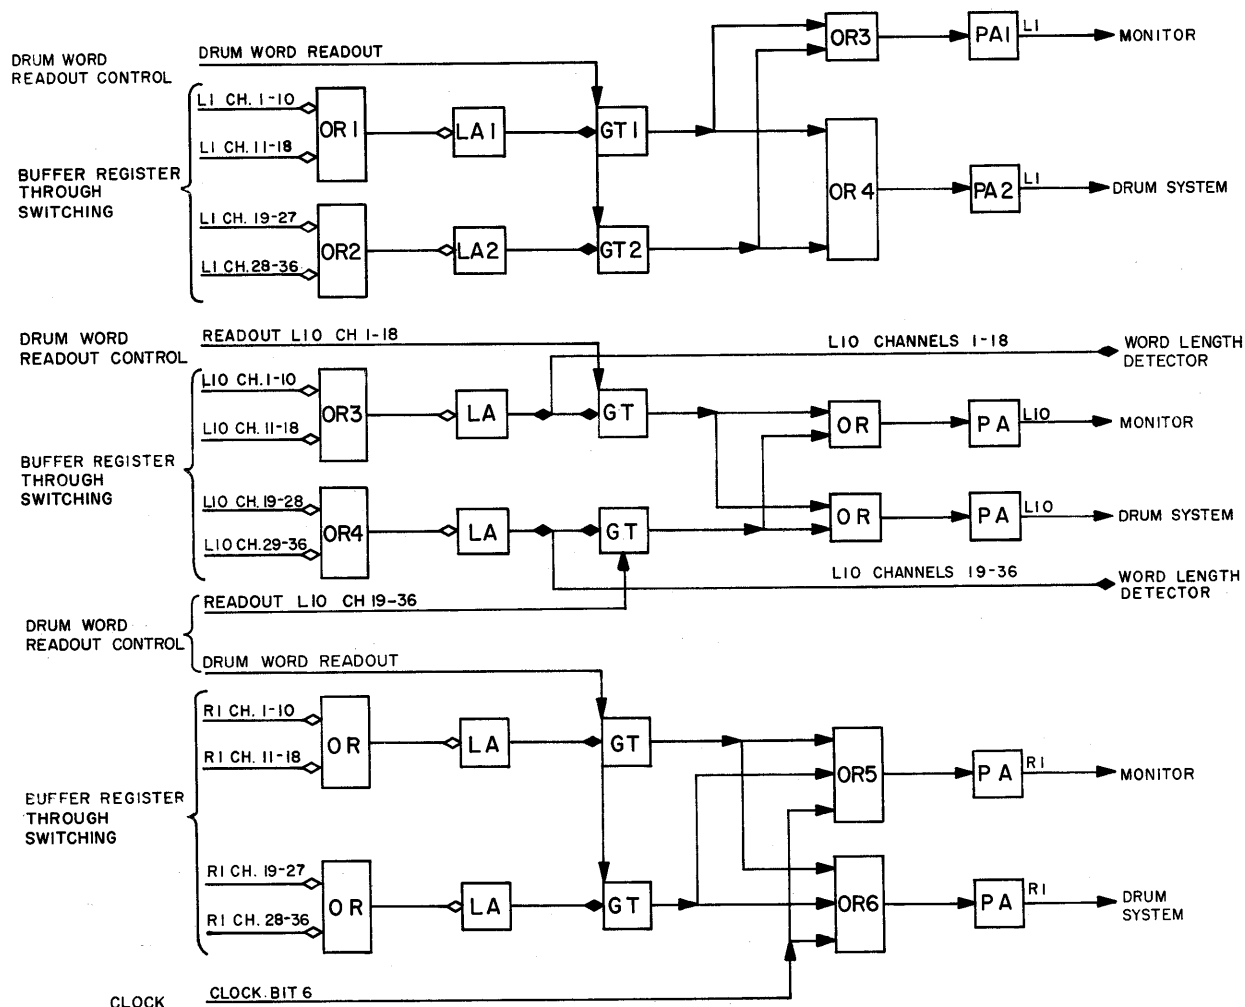 DRUM WORD
READOUT CONTROL
DRUM WORD READOUT
L1 CH. 1-10
L1 CH. 11-18
BUFFER REGISTER
THROUGH
SWITCHING
L1 CH. 19-27
L1 CH. 28-36
OR1
OR2
LA1
LA2
GT1
GT2
OR3
OR4
PA1
L1
MONITOR
PA2
L1
DRUM SYSTEM
DRUM WORD
READOUT CONTROL
READOUT L10 CH 1-18
L10 CHANNELS 1-18
WORD LENGTH
DETECTOR
L10 CH. 1-10
L10 CH. 11-18
BUFFER REGISTER
THROUGH
SWITCHING
L10 CH. 19-28
L10 CH. 29-36
OR3
OR4
LA
LA
GT
GT
OR
OR
PA
L10
MONITOR
PA
L10
DRUM SYSTEM
L10 CHANNELS 19-36
WORD LENGTH
DETECTOR
READOUT L10 CH 19-36
DRUM WORD
READOUT CONTROL
DRUM WORD READOUT
R1 CH. 1-10
R1 CH. 11-18
BUFFER REGISTER
THROUGH
SWITCHING
R1 CH. 19-27
R1 CH. 28-36
OR
OR
LA
LA
GT
GT
OR5
OR6
PA
R1
MONITOR
PA
R1
DRUM
SYSTEM
CLOCK
CLOCK BIT 6